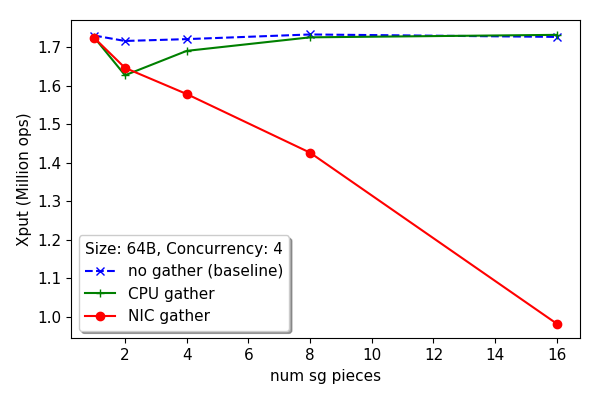 1.7
1.6
1.5
1.4
1.3
1.2
1.1
1.0
Xput (Million ops)
Size: 64B, Concurrency: 4
no gather (baseline)
CPU gather
NIC gather
2 4 6 8 10 12 14 16
num sg pieces